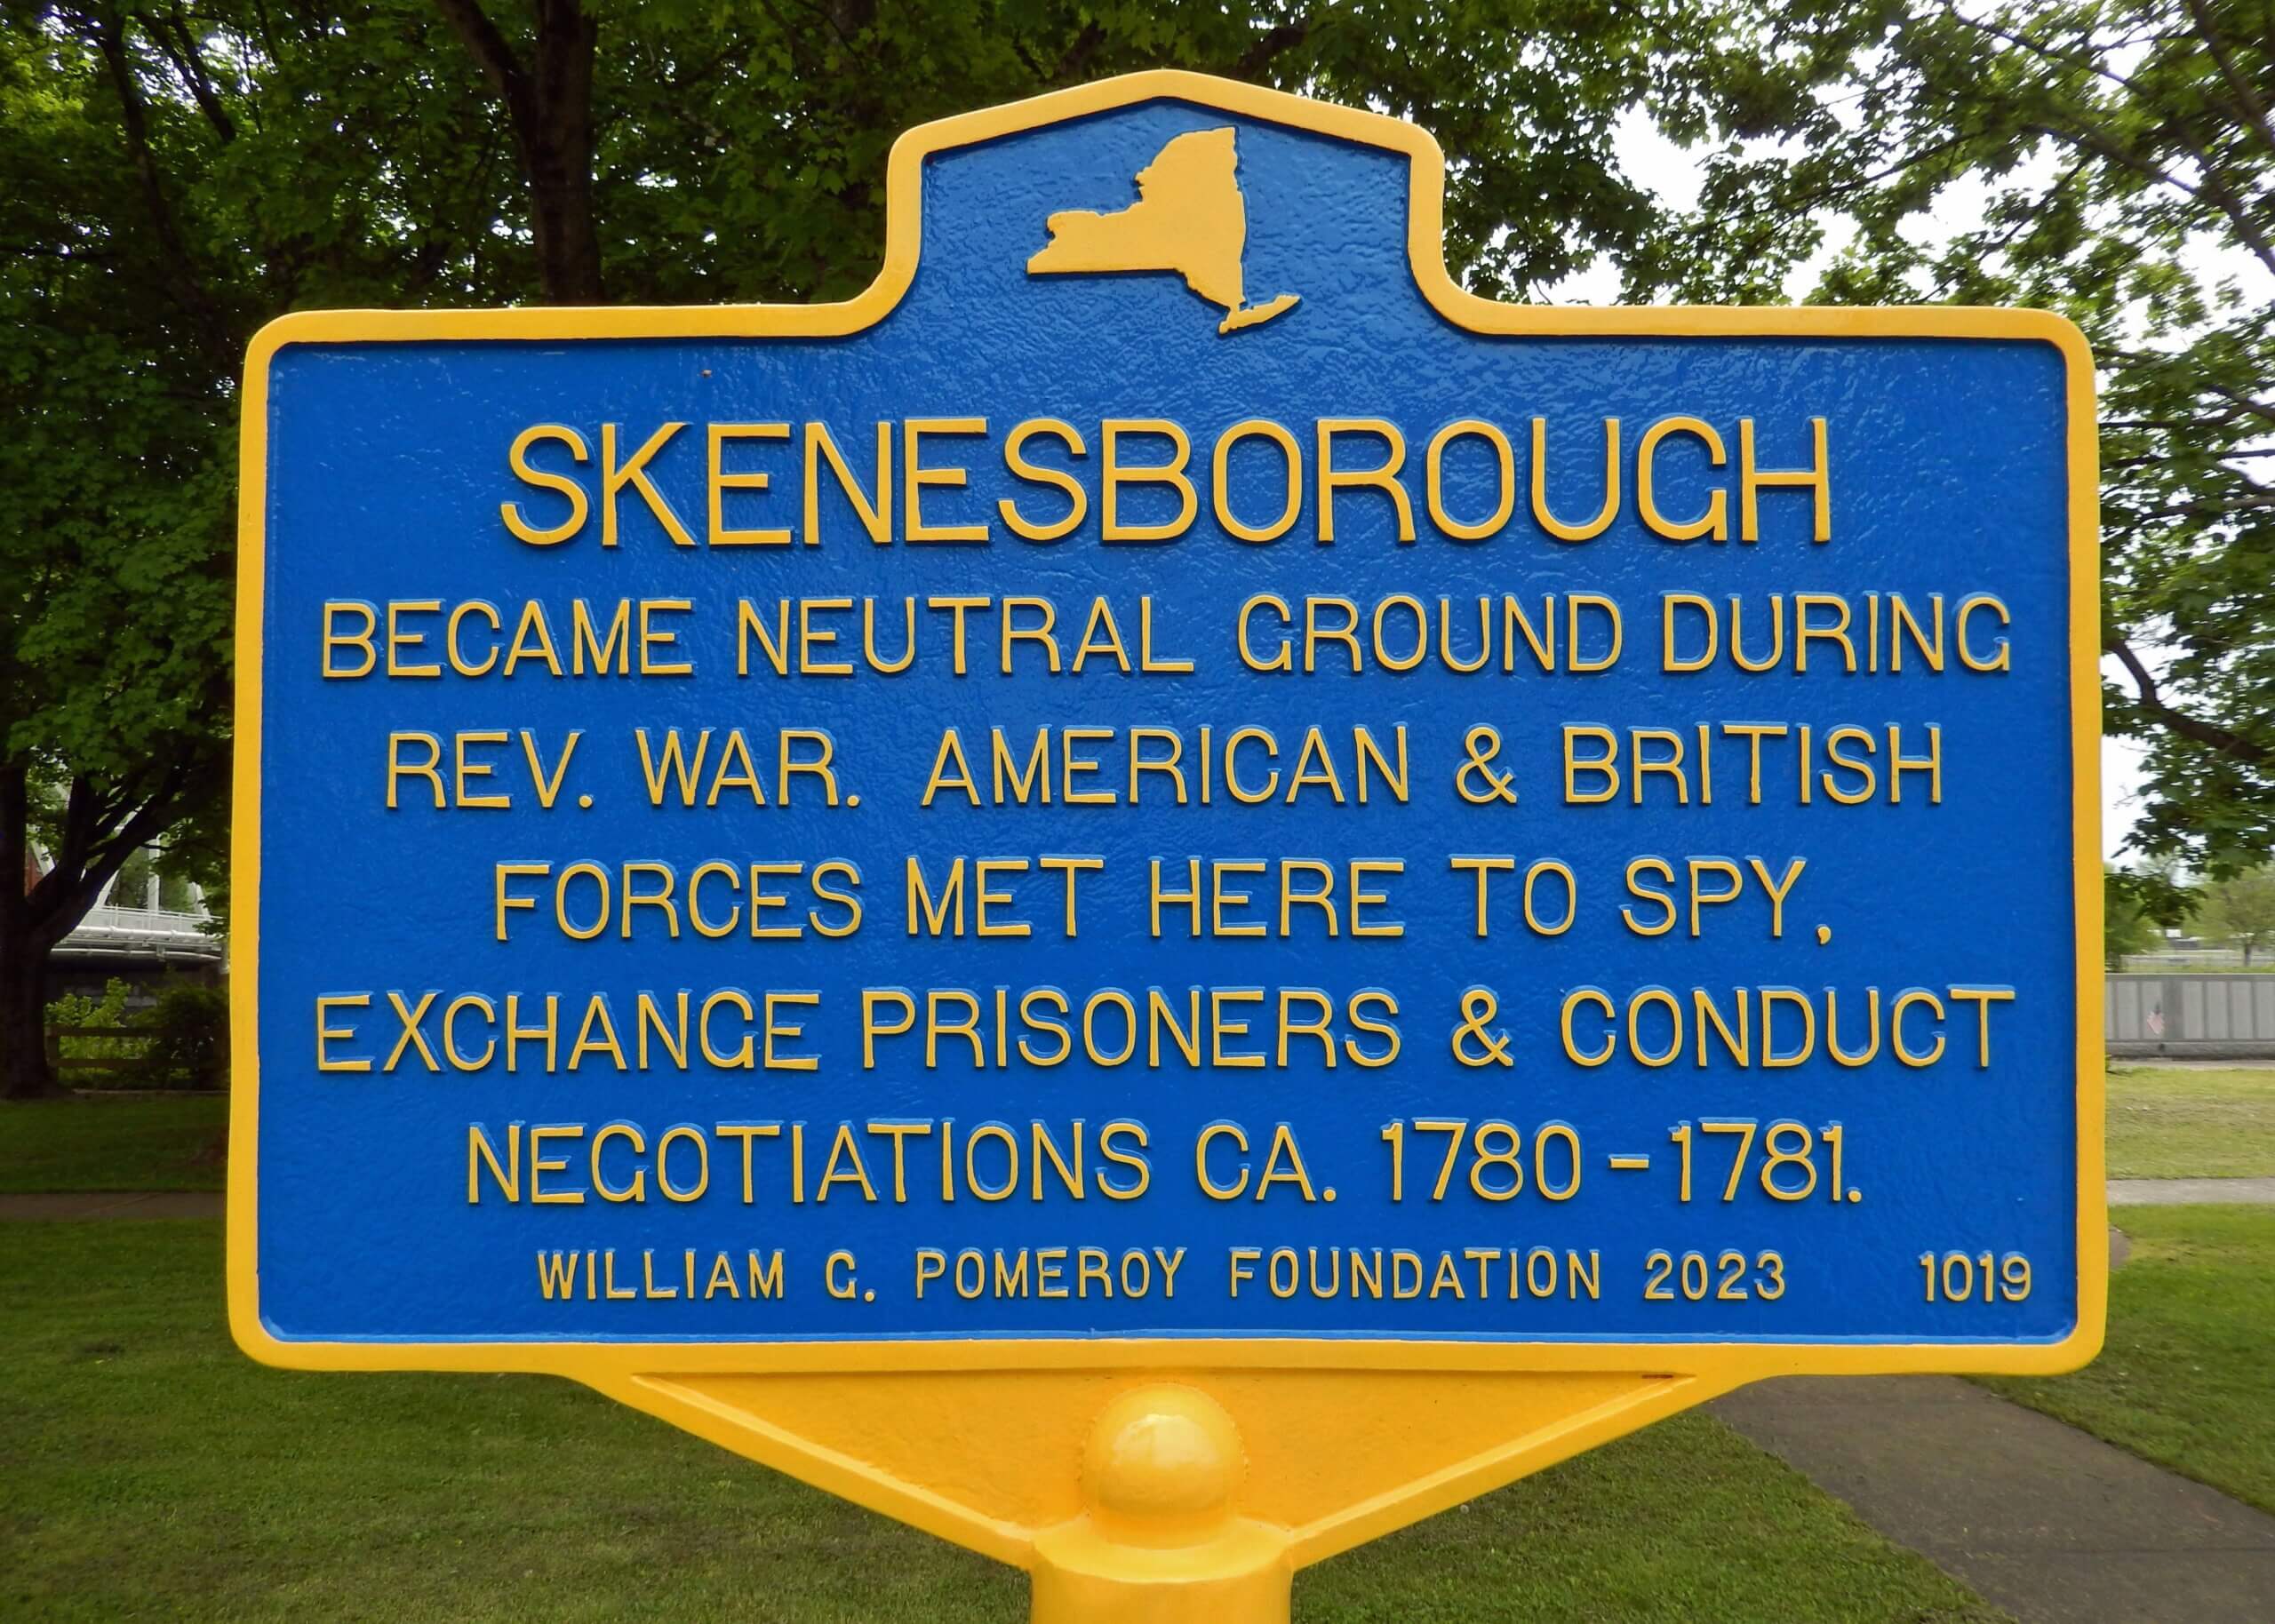 SKENESBOROUGH
BECAME NEUTRAL GROUND DURING
REV. WAR. AMERICAN & BRITISH
FORCES MET HERE TO SPY,
EXCHANGE PRISONERS & CONDUCT
NEGOTIATIONS CA. 1780-1781.
WILLIAM G. POMEROY FOUNDATION 2023 1019